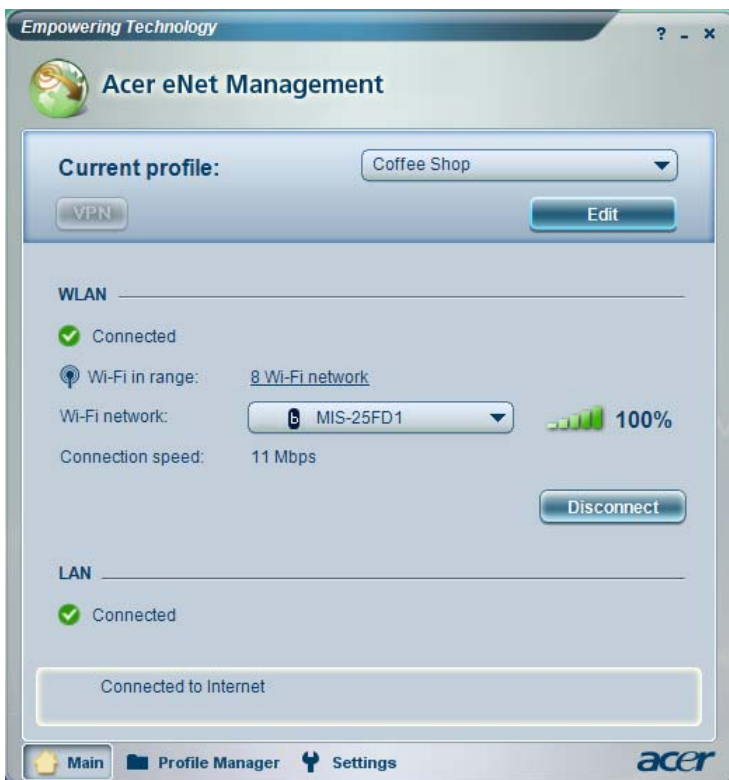 Empowering Technology
? - x
Acer eNet Management
Current profile: Coffee Shop
VPN Edit
WLAN
Connected
Wi-Fi in range: 8 Wi-Fi network
Wi-Fi network: b MIS-25FD1 100%
Connection speed: 11 Mbps
Disconnect
LAN
Connected
Connected to Internet
Main Profile Manager Settings acer